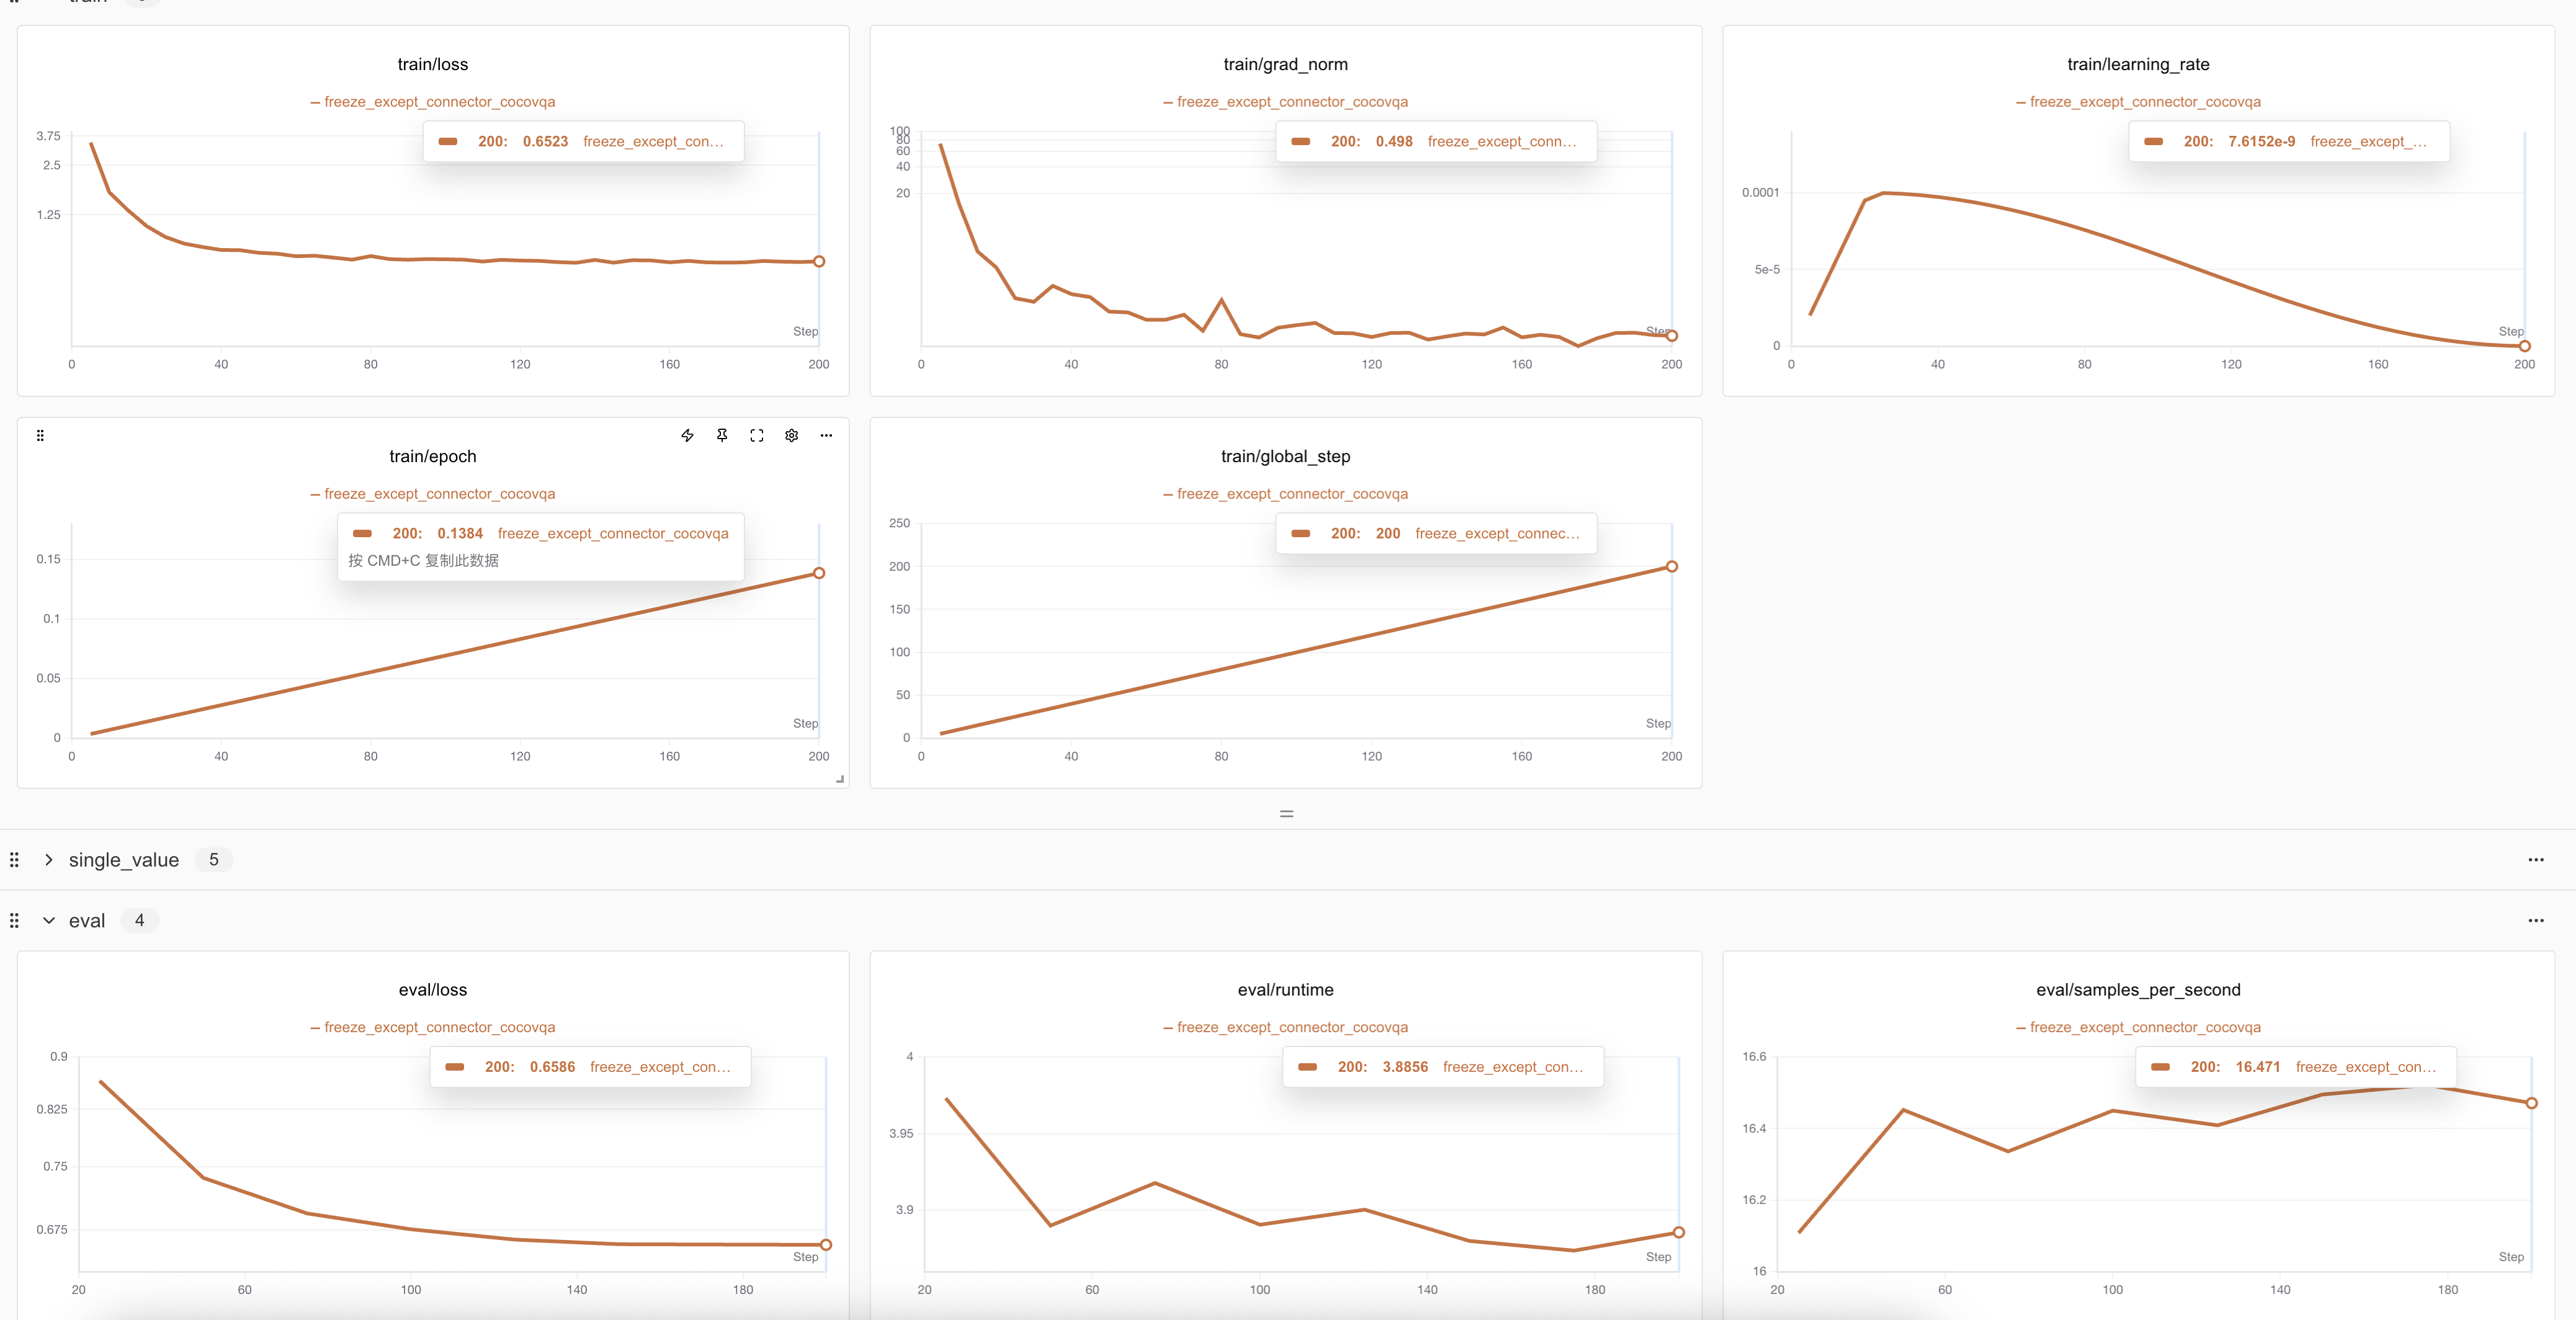 train
train/loss
freeze_except_connector_cocovqa
200: 0.6523 freeze_except_con...
3.75
2.5
1.25
Step
0 40 80 120 160 200
train/grad_norm
freeze_except_connector_cocovqa
200: 0.498 freeze_except_conn...
100
80
60
40
20
Step
0 40 80 120 160 200
train/learning_rate
freeze_except_connector_cocovqa
200: 7.6152e-9 freeze_except_...
0.0001
5e-5
0
Step
0 40 80 120 160 200
train/epoch
freeze_except_connector_cocovqa
200: 0.1384 freeze_except_connector_cocovqa
按 CMD+C 复制此数据
0.15
0.1
0.05
0
Step
0 40 80 120 160 200
train/global_step
freeze_except_connector_cocovqa
200: 200 freeze_except_connec...
250
200
150
100
50
0
Step
0 40 80 120 160 200
single_value 5
eval 4
eval/loss
freeze_except_connector_cocovqa
200: 0.6586 freeze_except_con...
0.9
0.825
0.75
0.675
Step
20 60 100 140 180
eval/runtime
freeze_except_connector_cocovqa
200: 3.8856 freeze_except_con...
4
3.95
3.9
Step
20 60 100 140 180
eval/samples_per_second
freeze_except_connector_cocovqa
200: 16.471 freeze_except_con...
16.6
16.4
16.2
16
Step
20 60 100 140 180